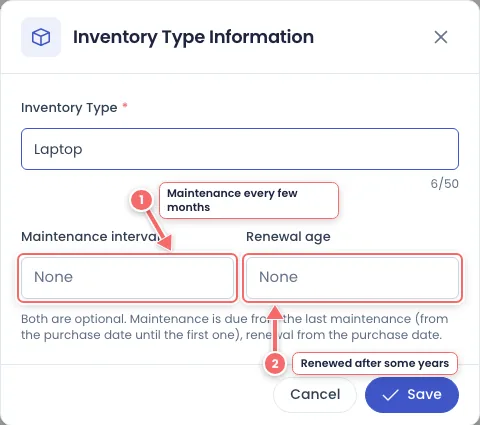 Inventory Type Information
Inventory Type *
Laptop
6/50
1
Maintenance every few
months
Maintenance interval
Renewal age
None
None
Both are optional. Maintenance is due from the last maintenance (from
the purchase date until the first one), renewal from the purchase date.
2
Renewed after some years
Cancel
Save